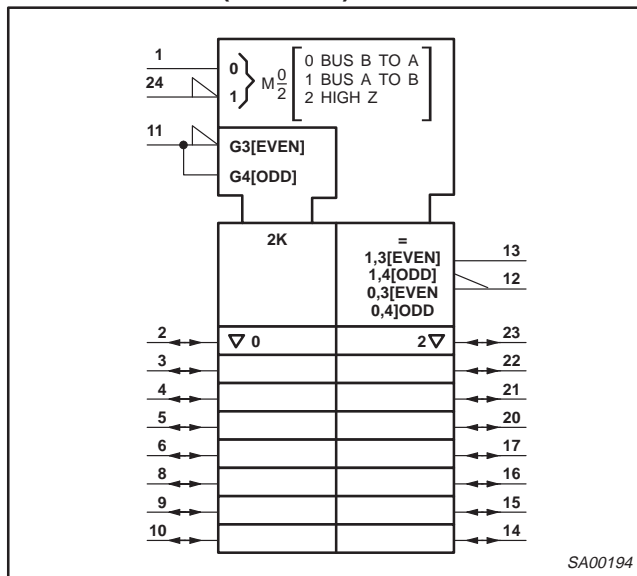 1
0
24
1
M 0/2
0 BUS B TO A
1 BUS A TO B
2 HIGH Z
11
G3[EVEN]
G4[ODD]
2K
=
1,3[EVEN]
1,4[ODD]
0,3[EVEN
0,4]ODD
13
12
2
0
2
23
3
22
4
21
5
20
6
17
8
16
9
15
10
14
SA00194